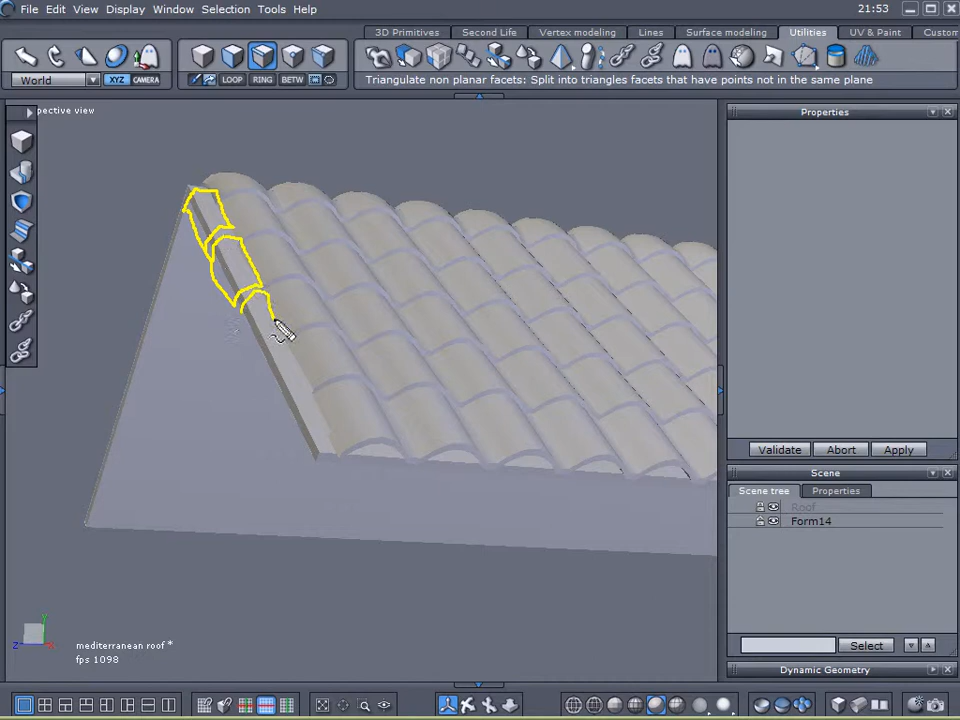 File Edit View Display Window Selection Tools Help
21:53
3D Primitives Second Life Vertex modeling Lines Surface modeling Utilities UV & Paint Custom
World XYZ CAMERA LOOP RING BETW
Triangulate non planar facets: Split into triangles facets that have points not in the same plane
pective view
Properties
Validate Abort Apply
Scene
Scene tree Properties
Roof
Form14
Select
Dynamic Geometry
Y
Z X
mediterranean roof *
fps 1098